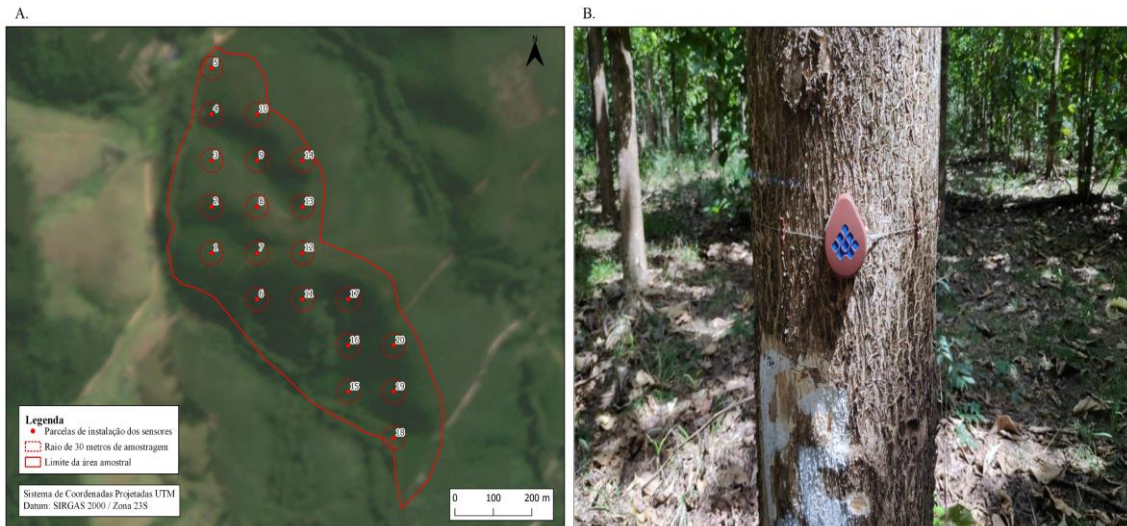 A.
B.
5
4
10
3
9
14
2
8
13
1
7
12
6
11
17
16
20
15
19
18
Legenda
Parcelas de instalação dos sensores
Raio de 30 metros de amostragem
Limite da área amostral
Sistema de Coordenadas Projetadas UTM
Datum: SIRGAS 2000 / Zona 23S
N
0 100 200 m